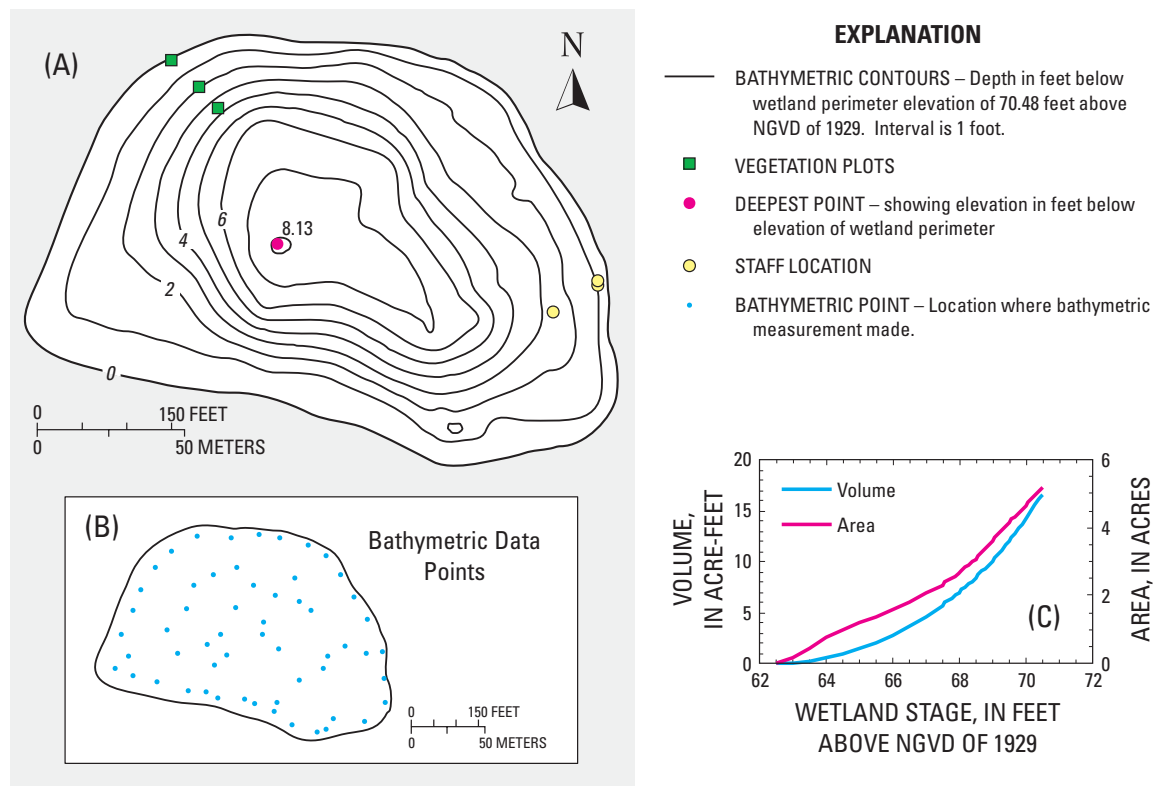 (A)
N
8.13
6
4
2
0
0 150 FEET
0 50 METERS
(B)
Bathymetric Data
Points
0 150 FEET
0 50 METERS
EXPLANATION
BATHYMETRIC CONTOURS – Depth in feet below
wetland perimeter elevation of 70.48 feet above
NGVD of 1929. Interval is 1 foot.
VEGETATION PLOTS
DEEPEST POINT – showing elevation in feet below
elevation of wetland perimeter
STAFF LOCATION
BATHYMETRIC POINT – Location where bathymetric
measurement made.
VOLUME,
IN ACRE-FEET
20
15
10
5
0
Volume
Area
(C)
6
4
2
0
AREA, IN ACRES
62 64 66 68 70 72
WETLAND STAGE, IN FEET
ABOVE NGVD OF 1929